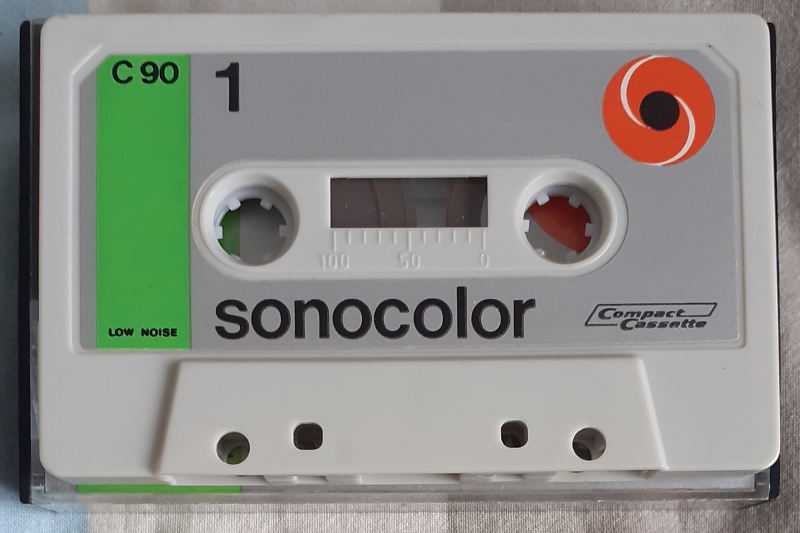 C 90
1
100 50 0
sonocolor
LOW NOISE
Compact
Cassette